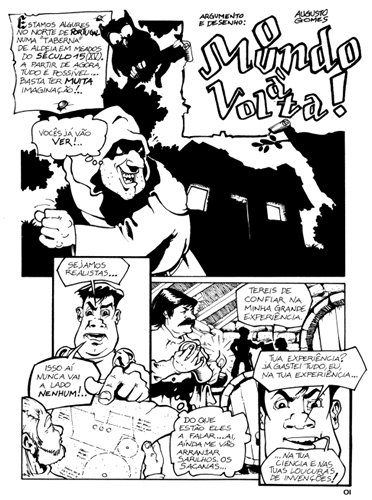 ESTAMOS ALGURES
NO NORTE DE PORTUGAL
NUMA "TABERNA"
DE ALDEIA EM MEADOS
DO SÉCULO 15 (XV).
A PARTIR DE AGORA
TUDO É POSSÍVEL...
BASTA TER MUITA
IMAGINAÇÃO!..
ARGUMENTO
E DESENHO:
AUGUSTO
GOMES
O MUNDO
à
VOLTA!
VOCÊS JÁ VÃO
VER!..
SEJAMOS
REALISTAS...
ISSO AÍ
NUNCA VAI
A LADO
NENHUM!..
TEREIS DE
CONFIAR NA
MINHA GRANDE
EXPERIÊNCIA.
DO QUE
ESTÃO ELES
A FALAR...AI,
AINDA ME VÃO
ARRANJAR
SARILHOS, OS
SACANAS...
TUA EXPERIÊNCIA?
JÁ GASTEI TUDO, EU,
NA TUA EXPERIÊNCIA...
...NA TUA
CIENCIA E NAS
TUAS LOUCURAS
DE INVENÇÕES!
01